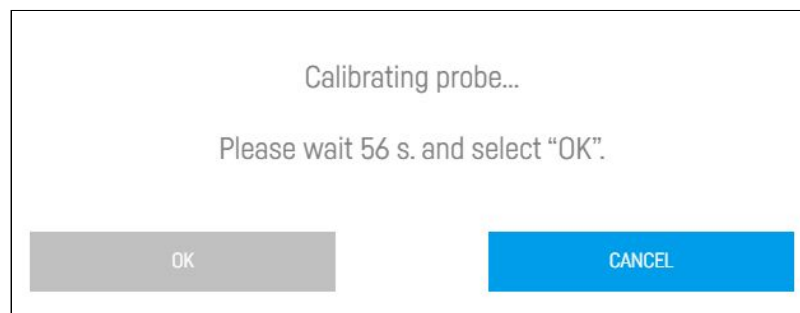 Calibrating probe...
Please wait 56 s. and select “OK”.
OK
CANCEL